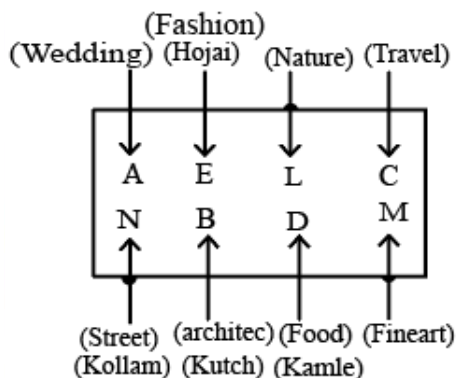 (Fashion)
(Wedding) (Hojai) (Nature) (Travel)
A E L C
N B D M
(Street) (architec) (Food) (Fineart)
(Kollam) (Kutch) (Kamle)